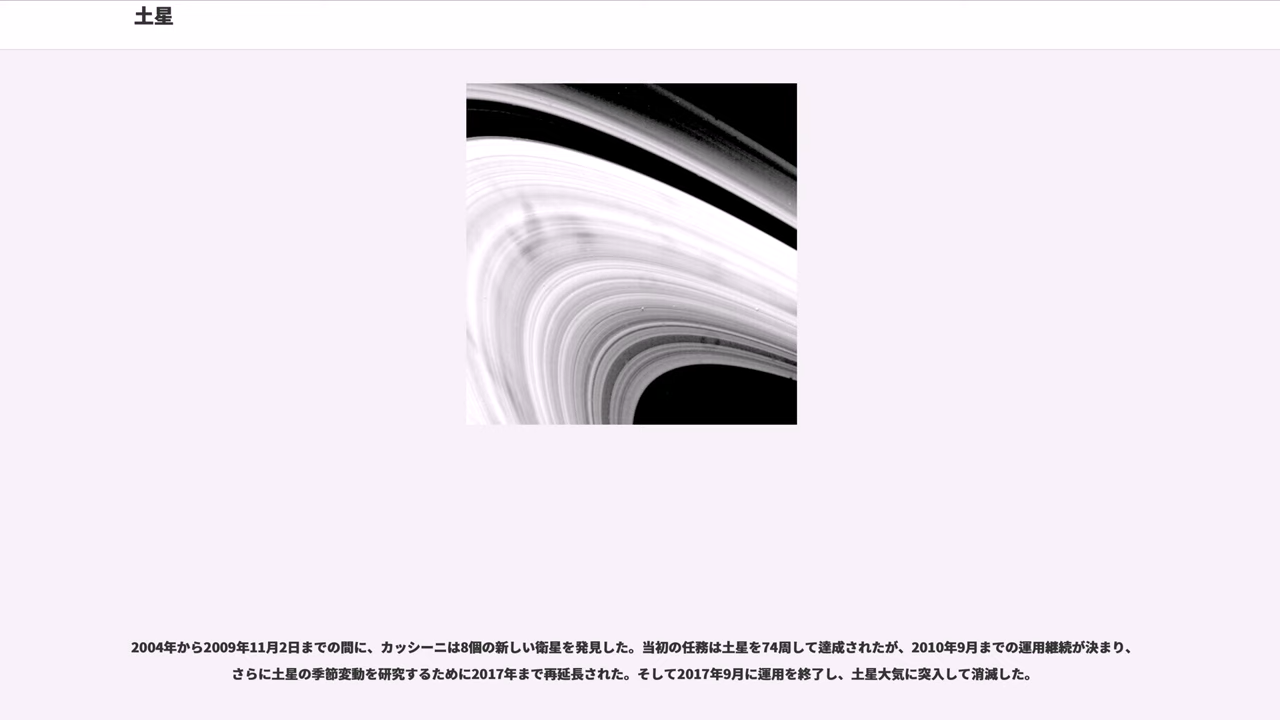 土星
2004年から2009年11月2日までの間に、カッシーニは8個の新しい衛星を発見した。当初の任務は土星を74周して達成されたが、2010年9月までの運用継続が決まり、
さらに土星の季節変動を研究するために2017年まで再延長された。そして2017年9月に運用を終了し、土星大気に突入して消滅した。